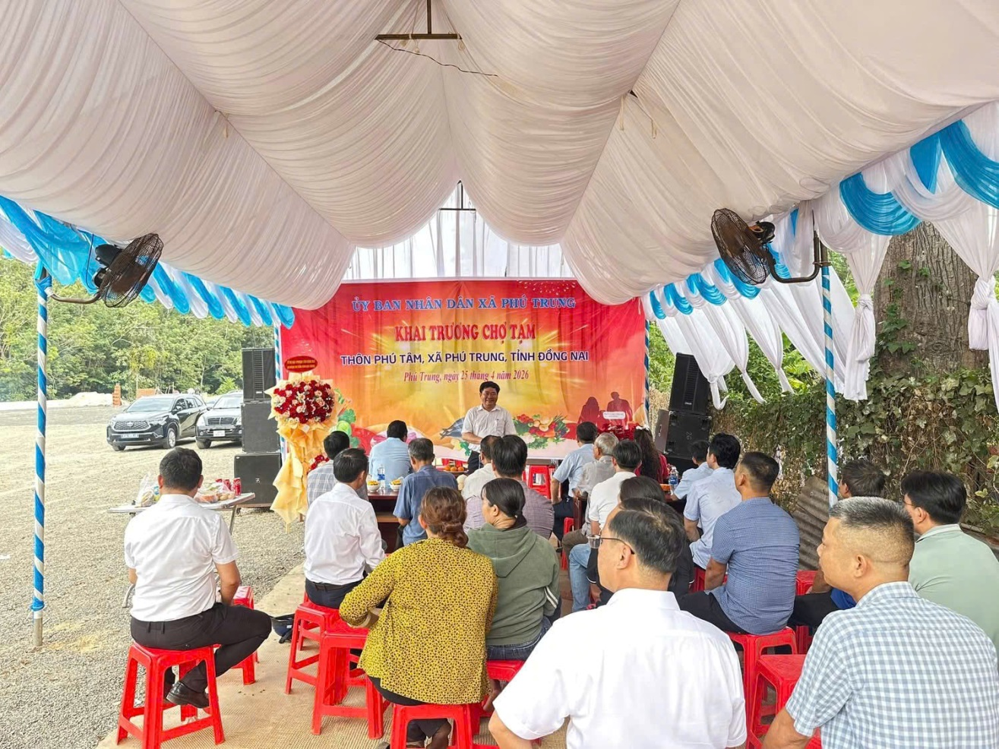 ỦY BAN NHÂN DÂN XÃ PHÚ TRUNG
KHAI TRƯƠNG CHỢ TẠM
THÔN PHÚ TÂM, XÃ PHÚ TRUNG, TỈNH ĐỒNG NAI
Phú Trung, ngày 25 tháng 4 năm 2026